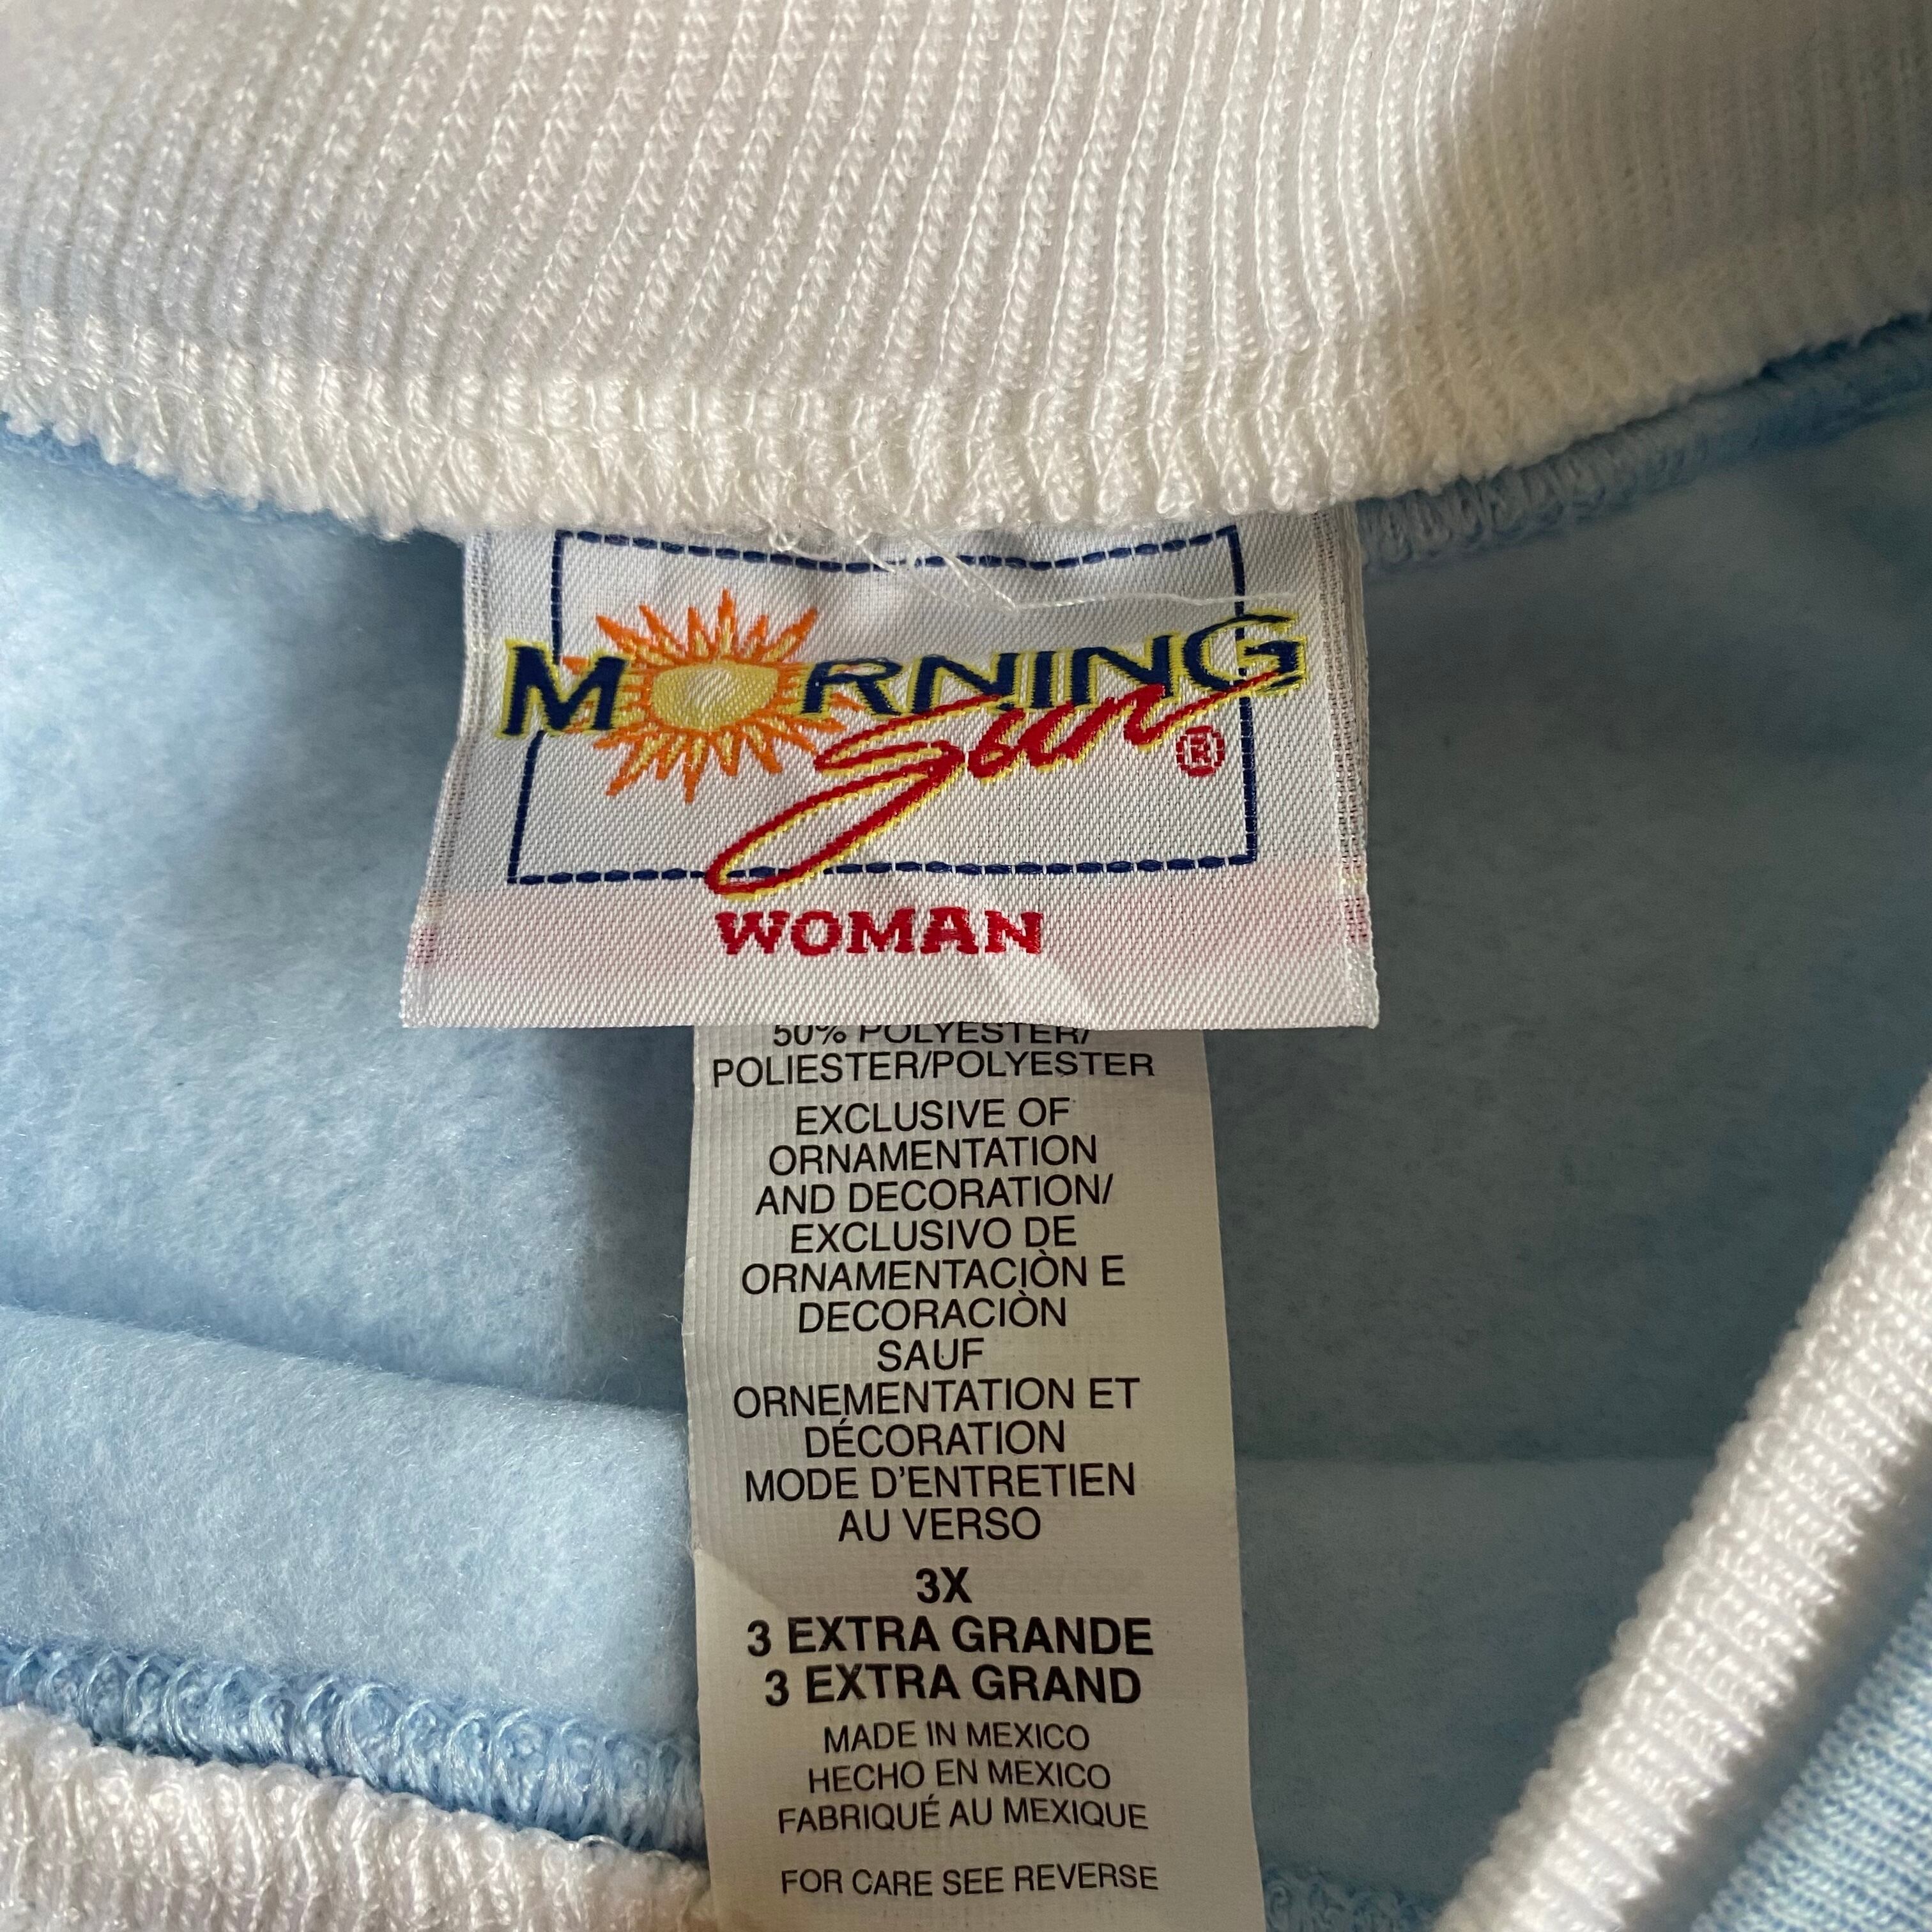 MORNING
Sun®
WOMAN
50% POLYESTER/
POLIESTER/POLYESTER
EXCLUSIVE OF
ORNAMENTATION
AND DECORATION/
EXCLUSIVO DE
ORNAMENTACIÒN E
DECORACIÒN
SAUF
ORNEMENTATION ET
DÉCORATION
MODE D'ENTRETIEN
AU VERSO
3X
3 EXTRA GRANDE
3 EXTRA GRAND
MADE IN MEXICO
HECHO EN MEXICO
FABRIQUÉ AU MEXIQUE
FOR CARE SEE REVERSE